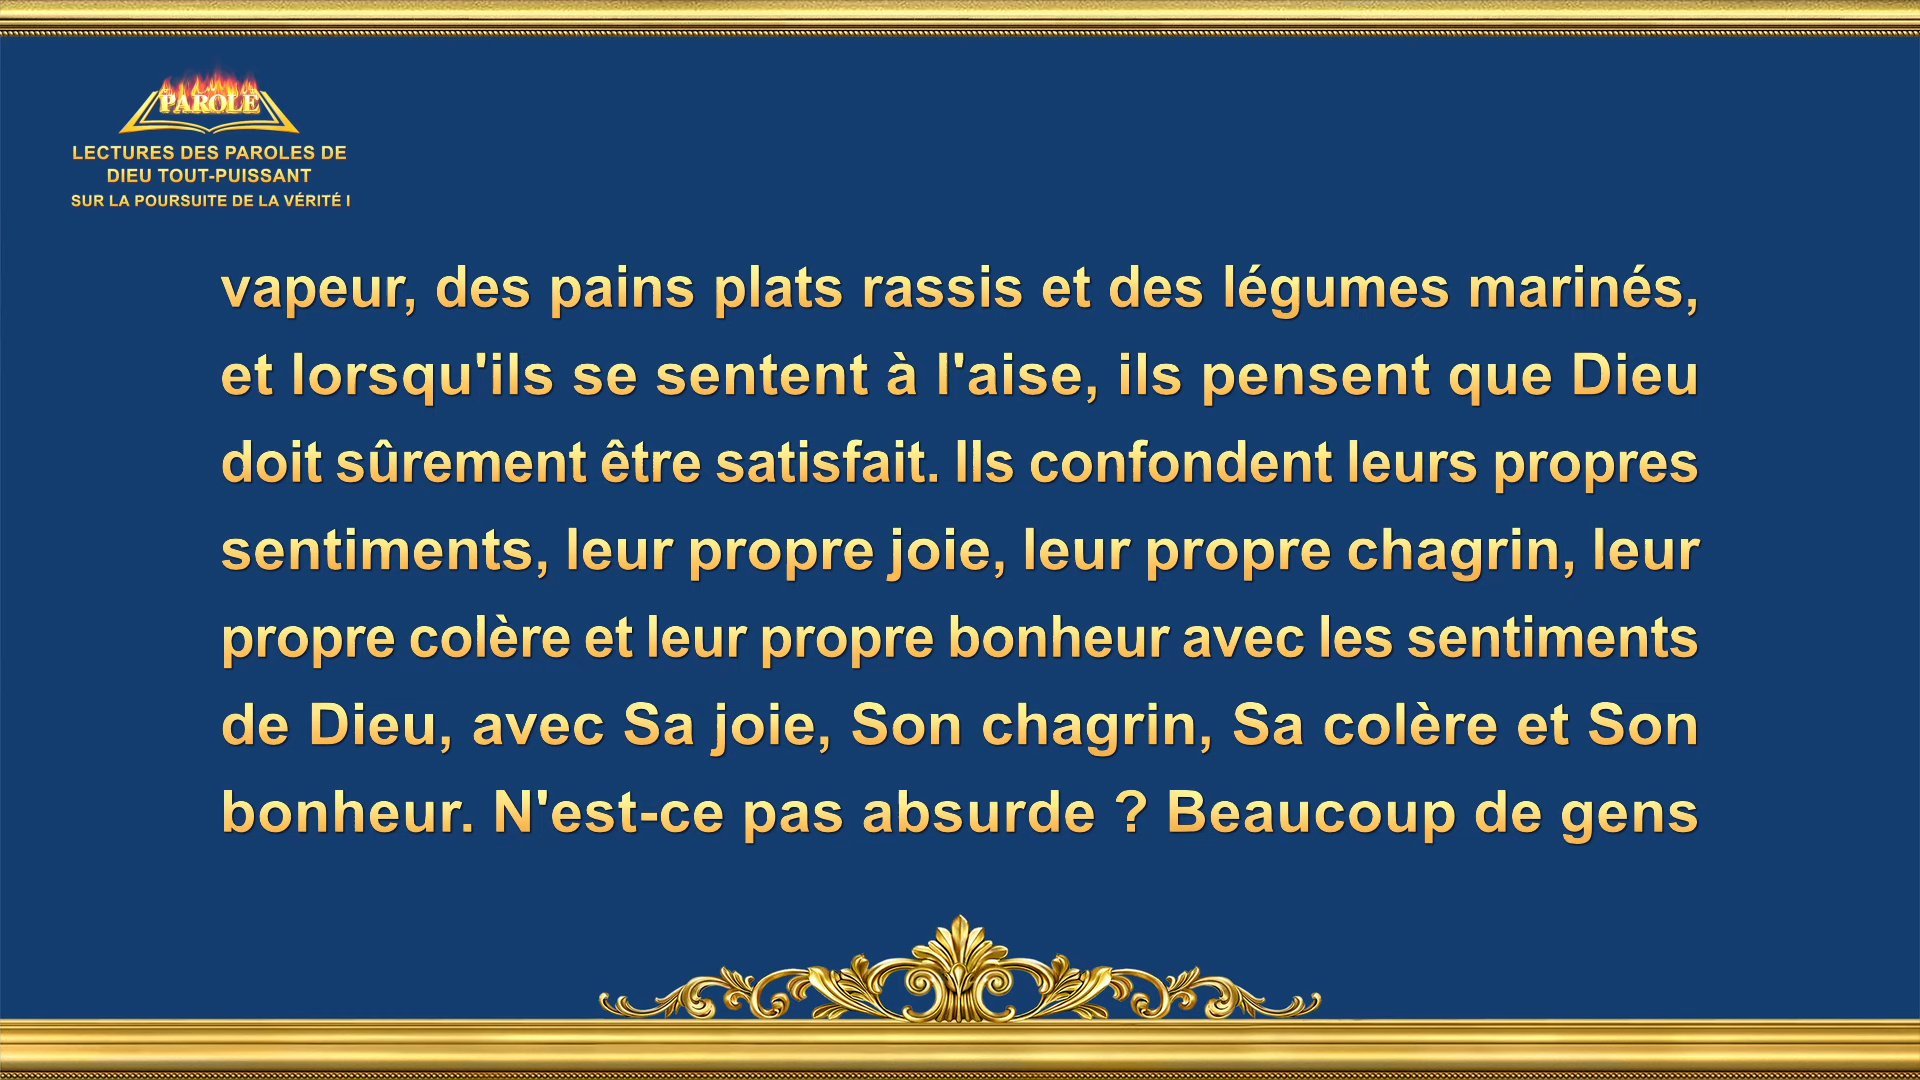 PAROLE
LECTURES DES PAROLES DE
DIEU TOUT-PUISSANT
SUR LA POURSUITE DE LA VÉRITÉ I
vapeur, des pains plats rassis et des légumes marinés,
et lorsqu'ils se sentent à l'aise, ils pensent que Dieu
doit sûrement être satisfait. Ils confondent leurs propres
sentiments, leur propre joie, leur propre chagrin, leur
propre colère et leur propre bonheur avec les sentiments
de Dieu, avec Sa joie, Son chagrin, Sa colère et Son
bonheur. N'est-ce pas absurde ? Beaucoup de gens